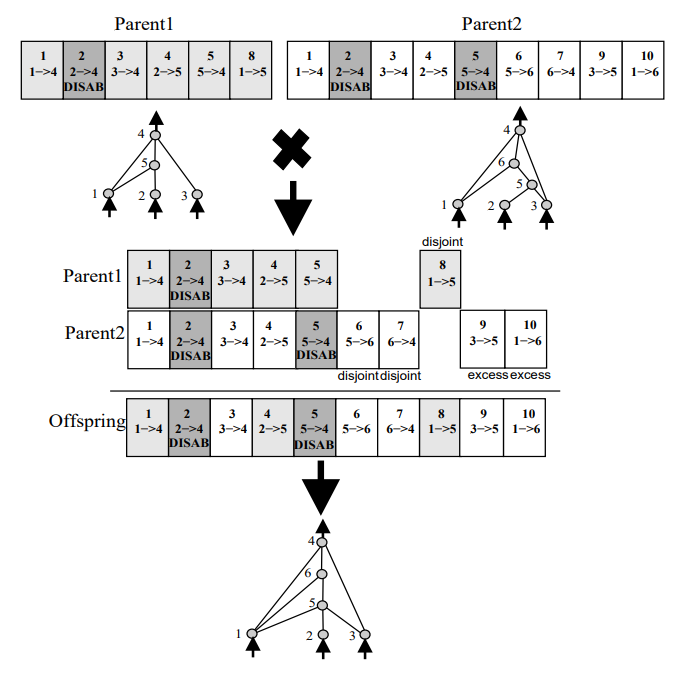 Parent1 Parent2
1 2 3 4 5 8 1 2 3 4 5 6 7 9 10
1−>4 2−>4 3−>4 2−>5 5−>4 1−>5 1−>4 2−>4 3−>4 2−>5 5−>4 5−>6 6−>4 3−>5 1−>6
DISAB DISAB DISAB
4 4
5 6
5
1 2 3 1 2 3
disjoint
Parent1 1 2 3 4 5 8
1−>4 2−>4 3−>4 2−>5 5−>4 1−>5
DISAB
Parent2 1 2 3 4 5 6 7 9 10
1−>4 2−>4 3−>4 2−>5 5−>4 5−>6 6−>4 3−>5 1−>6
DISAB DISAB
disjoint disjoint excess excess
Offspring 1 2 3 4 5 6 7 8 9 10
1−>4 2−>4 3−>4 2−>5 5−>4 5−>6 6−>4 1−>5 3−>5 1−>6
DISAB DISAB
4
6
5
1 2 3